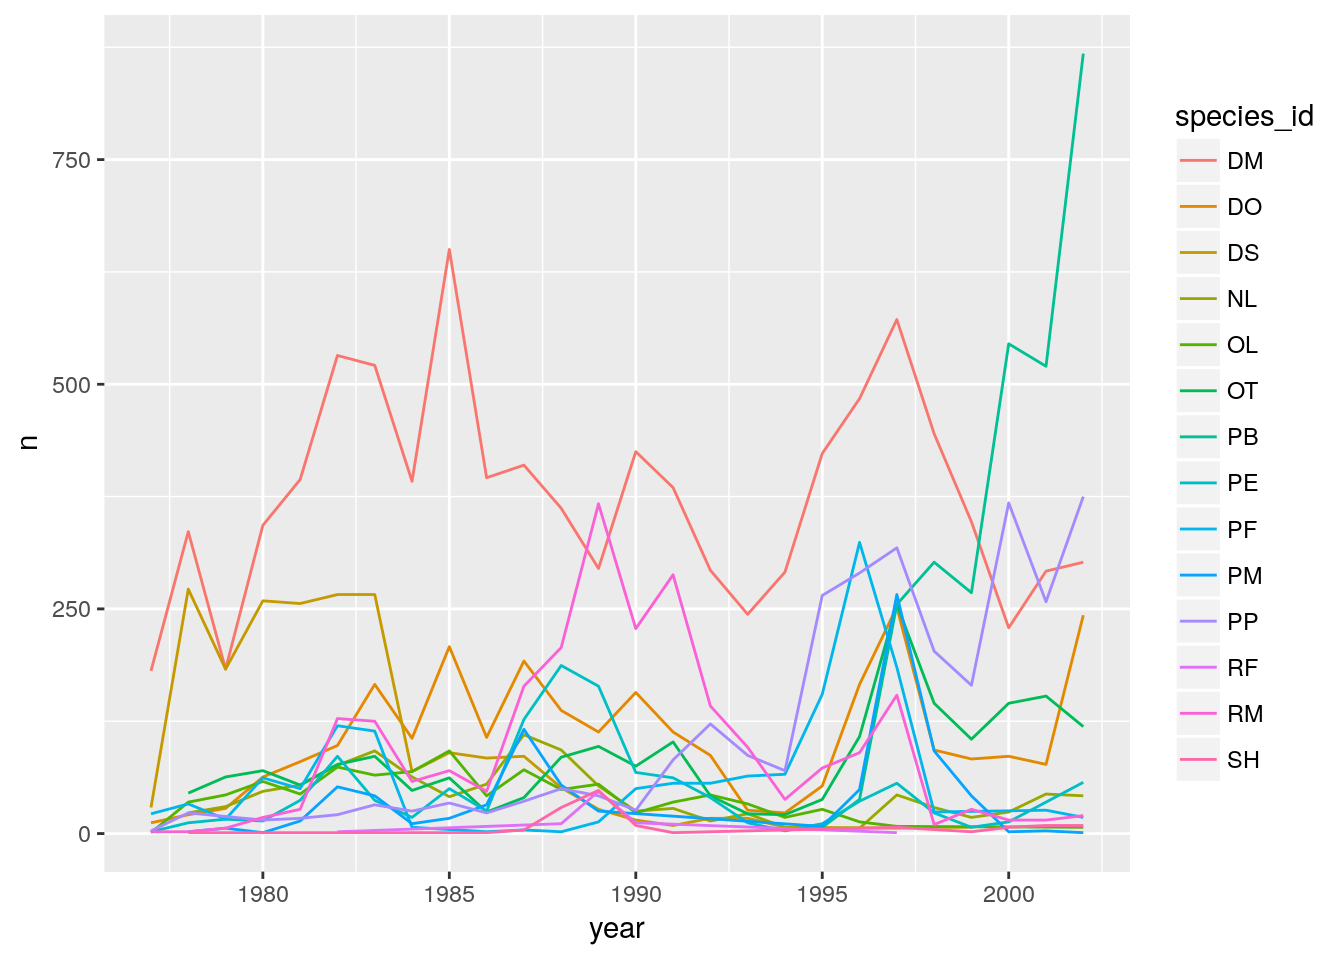 species_id
DM
DO
DS
NL
OL
OT
PB
PE
PF
PM
PP
RF
RM
SH
n
750
500
250
0
1980 1985 1990 1995 2000
year